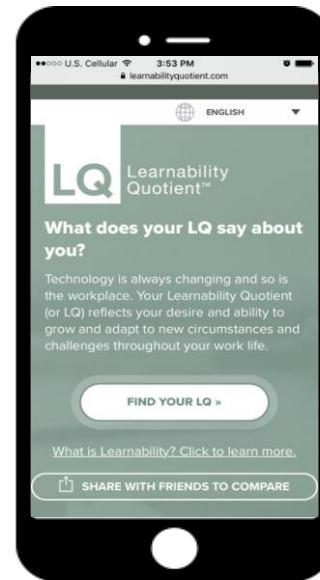 U.S. Cellular 3:53 PM
learnabilityquotient.com
ENGLISH
LQ Learnability
Quotient™
What does your LQ say about
you?
Technology is always changing and so is
the workplace. Your Learnability Quotient
(or LQ) reflects your desire and ability to
grow and adapt to new circumstances and
challenges throughout your work life.
FIND YOUR LQ »
What is Learnability? Click to learn more.
SHARE WITH FRIENDS TO COMPARE